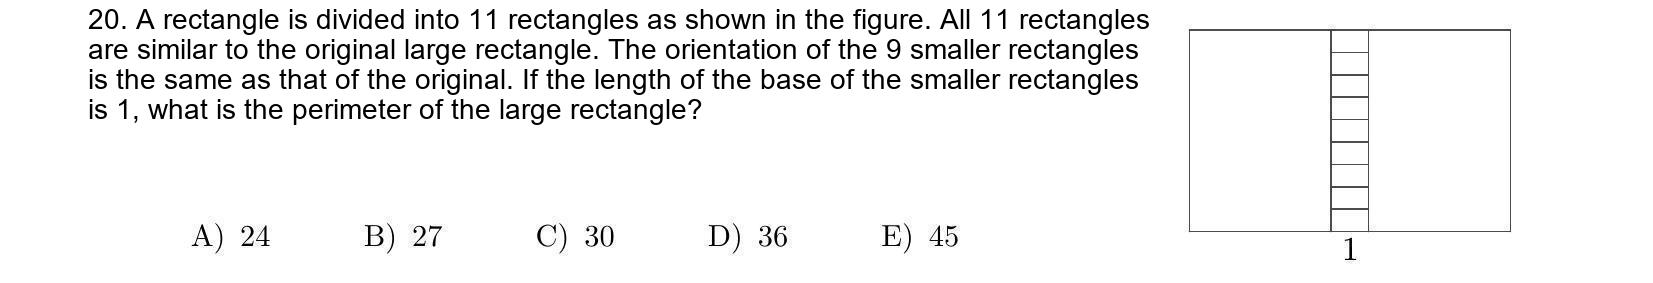 20. A rectangle is divided into 11 rectangles as shown in the figure. All 11 rectangles
are similar to the original large rectangle. The orientation of the 9 smaller rectangles
is the same as that of the original. If the length of the base of the smaller rectangles
is 1, what is the perimeter of the large rectangle?
A) 24 B) 27 C) 30 D) 36 E) 45
1